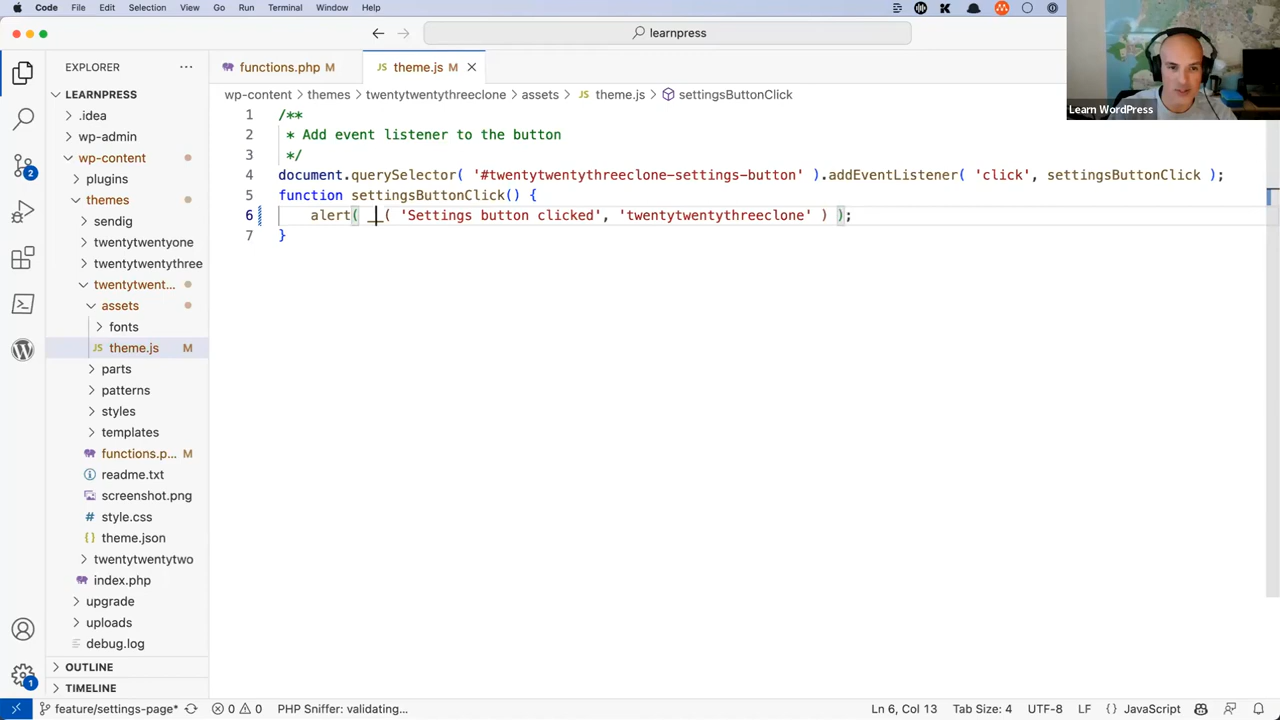 Code File Edit Selection View Go Run Terminal Window Help
learnpress
EXPLORER
functions.php M
theme.js M
wp-content > themes > twentytwentythreeclone > assets > JS theme.js > settingsButtonClick
LEARNPRESS
.idea
wp-admin
wp-content
plugins
themes
sendig
twentytwentyone
twentytwentythree
twentytwent...
assets
fonts
JS theme.js M
parts
patterns
styles
templates
functions.p... M
readme.txt
screenshot.png
# style.css
{} theme.json
twentytwentytwo
index.php
upgrade
uploads
debug.log
OUTLINE
TIMELINE
2
1
1 /**
2 * Add event listener to the button
3 */
4 document.querySelector( '#twentytwentythreeclone-settings-button' ).addEventListener( 'click', settingsButtonClick );
5 function settingsButtonClick() {
6 alert( __( 'Settings button clicked', 'twentytwentythreeclone' ) );
7 }
Learn WordPress
feature/settings-page* 0 0 PHP Sniffer: validating... Ln 6, Col 13 Tab Size: 4 UTF-8 LF {} JavaScript